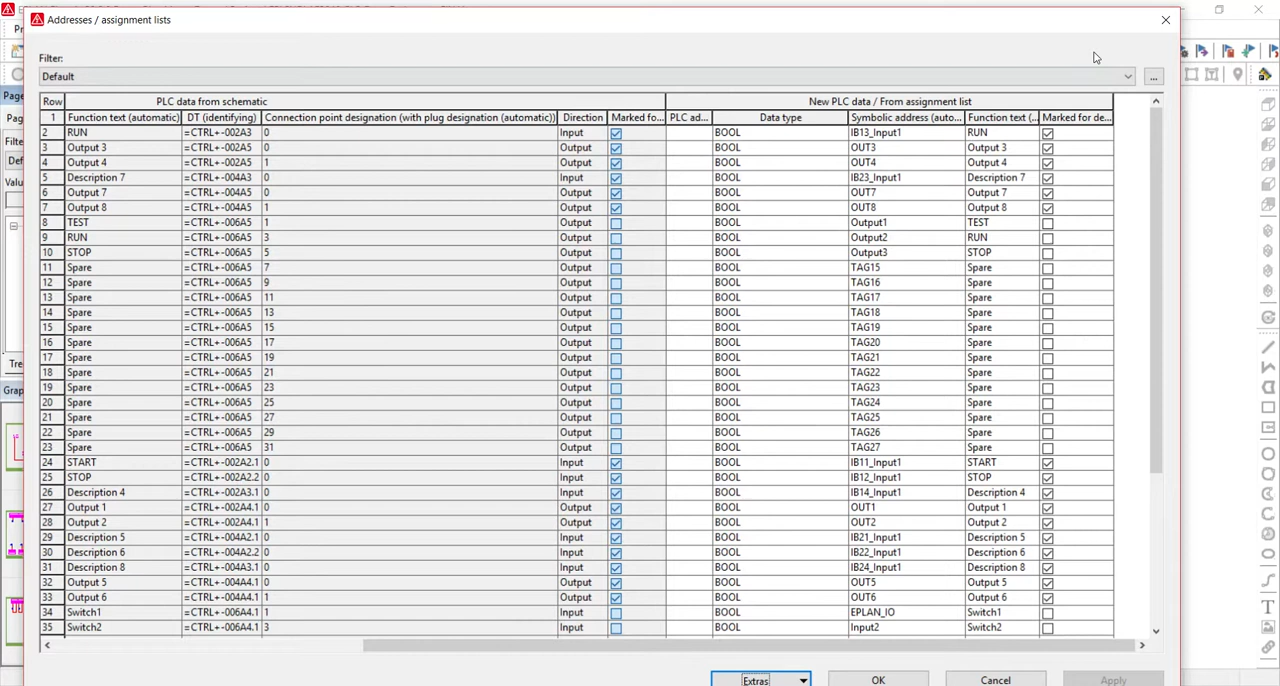 Addresses / assignment lists
Pr
Filter:
Default
...
Page
Pag
Filte
Def
Valu
Tre
Grap
Row PLC data from schematic New PLC data / From assignment list
1 Function text (automatic) DT (identifying) Connection point designation (with plug designation (automatic)) Direction Marked fo... PLC ad... Data type Symbolic address (auto... Function text (... Marked for de...
2 RUN =CTRL+-002A3 0 Input BOOL IB13_Input1 RUN
3 Output 3 =CTRL+-002A5 0 Output BOOL OUT3 Output 3
4 Output 4 =CTRL+-002A5 1 Output BOOL OUT4 Output 4
5 Description 7 =CTRL+-004A3 0 Input BOOL IB23_Input1 Description 7
6 Output 7 =CTRL+-004A5 0 Output BOOL OUT7 Output 7
7 Output 8 =CTRL+-004A5 1 Output BOOL OUT8 Output 8
8 TEST =CTRL+-006A5 1 Output BOOL Output1 TEST
9 RUN =CTRL+-006A5 3 Output BOOL Output2 RUN
10 STOP =CTRL+-006A5 5 Output BOOL Output3 STOP
11 Spare =CTRL+-006A5 7 Output BOOL TAG15 Spare
12 Spare =CTRL+-006A5 9 Output BOOL TAG16 Spare
13 Spare =CTRL+-006A5 11 Output BOOL TAG17 Spare
14 Spare =CTRL+-006A5 13 Output BOOL TAG18 Spare
15 Spare =CTRL+-006A5 15 Output BOOL TAG19 Spare
16 Spare =CTRL+-006A5 17 Output BOOL TAG20 Spare
17 Spare =CTRL+-006A5 19 Output BOOL TAG21 Spare
18 Spare =CTRL+-006A5 21 Output BOOL TAG22 Spare
19 Spare =CTRL+-006A5 23 Output BOOL TAG23 Spare
20 Spare =CTRL+-006A5 25 Output BOOL TAG24 Spare
21 Spare =CTRL+-006A5 27 Output BOOL TAG25 Spare
22 Spare =CTRL+-006A5 29 Output BOOL TAG26 Spare
23 Spare =CTRL+-006A5 31 Output BOOL TAG27 Spare
24 START =CTRL+-002A2.1 0 Input BOOL IB11_Input1 START
25 STOP =CTRL+-002A2.2 0 Input BOOL IB12_Input1 STOP
26 Description 4 =CTRL+-002A3.1 0 Input BOOL IB14_Input1 Description 4
27 Output 1 =CTRL+-002A4.1 0 Output BOOL OUT1 Output 1
28 Output 2 =CTRL+-002A4.1 1 Output BOOL OUT2 Output 2
29 Description 5 =CTRL+-004A2.1 0 Input BOOL IB21_Input1 Description 5
30 Description 6 =CTRL+-004A2.2 0 Input BOOL IB22_Input1 Description 6
31 Description 8 =CTRL+-004A3.1 0 Input BOOL IB24_Input1 Description 8
32 Output 5 =CTRL+-004A4.1 0 Output BOOL OUT5 Output 5
33 Output 6 =CTRL+-004A4.1 1 Output BOOL OUT6 Output 6
34 Switch1 =CTRL+-006A4.1 1 Input BOOL EPLAN_IO Switch1
35 Switch2 =CTRL+-006A4.1 3 Input BOOL Input2 Switch2
Extras OK Cancel Apply